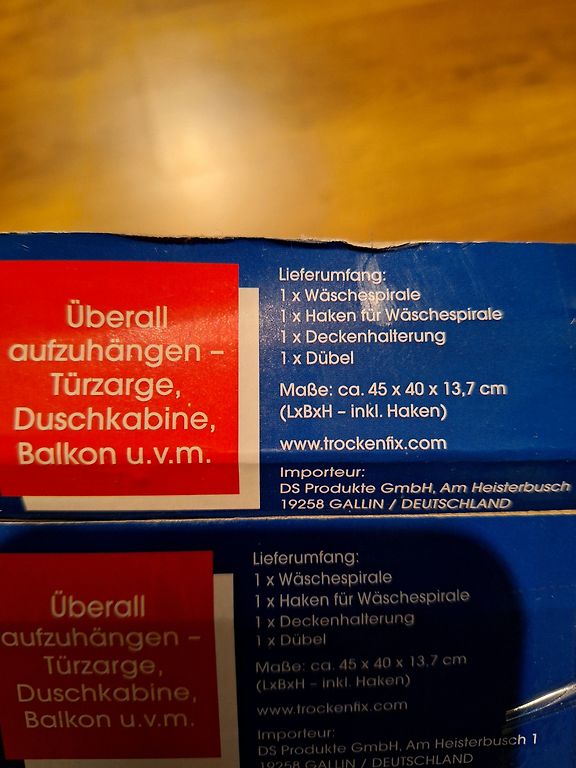 Überall
aufzuhängen –
Türzarge,
Duschkabine,
Balkon u.v.m.
Lieferumfang:
1 x Wäschespirale
1 x Haken für Wäschespirale
1 x Deckenhalterung
1 x Dübel
Maße: ca. 45 x 40 x 13,7 cm
(LxBxH – inkl. Haken)
www.trockenfix.com
Importeur:
DS Produkte GmbH, Am Heisterbusch
19258 GALLIN / DEUTSCHLAND
Überall
aufzuhängen –
Türzarge,
Duschkabine,
Balkon u.v.m.
Lieferumfang:
1 x Wäschespirale
1 x Haken für Wäschespirale
1 x Deckenhalterung
1 x Dübel
Maße: ca. 45 x 40 x 13,7 cm
(LxBxH – inkl. Haken)
www.trockenfix.com
Importeur:
DS Produkte GmbH, Am Heisterbusch 1
19258 GALLIN / DEUTSCHLAND